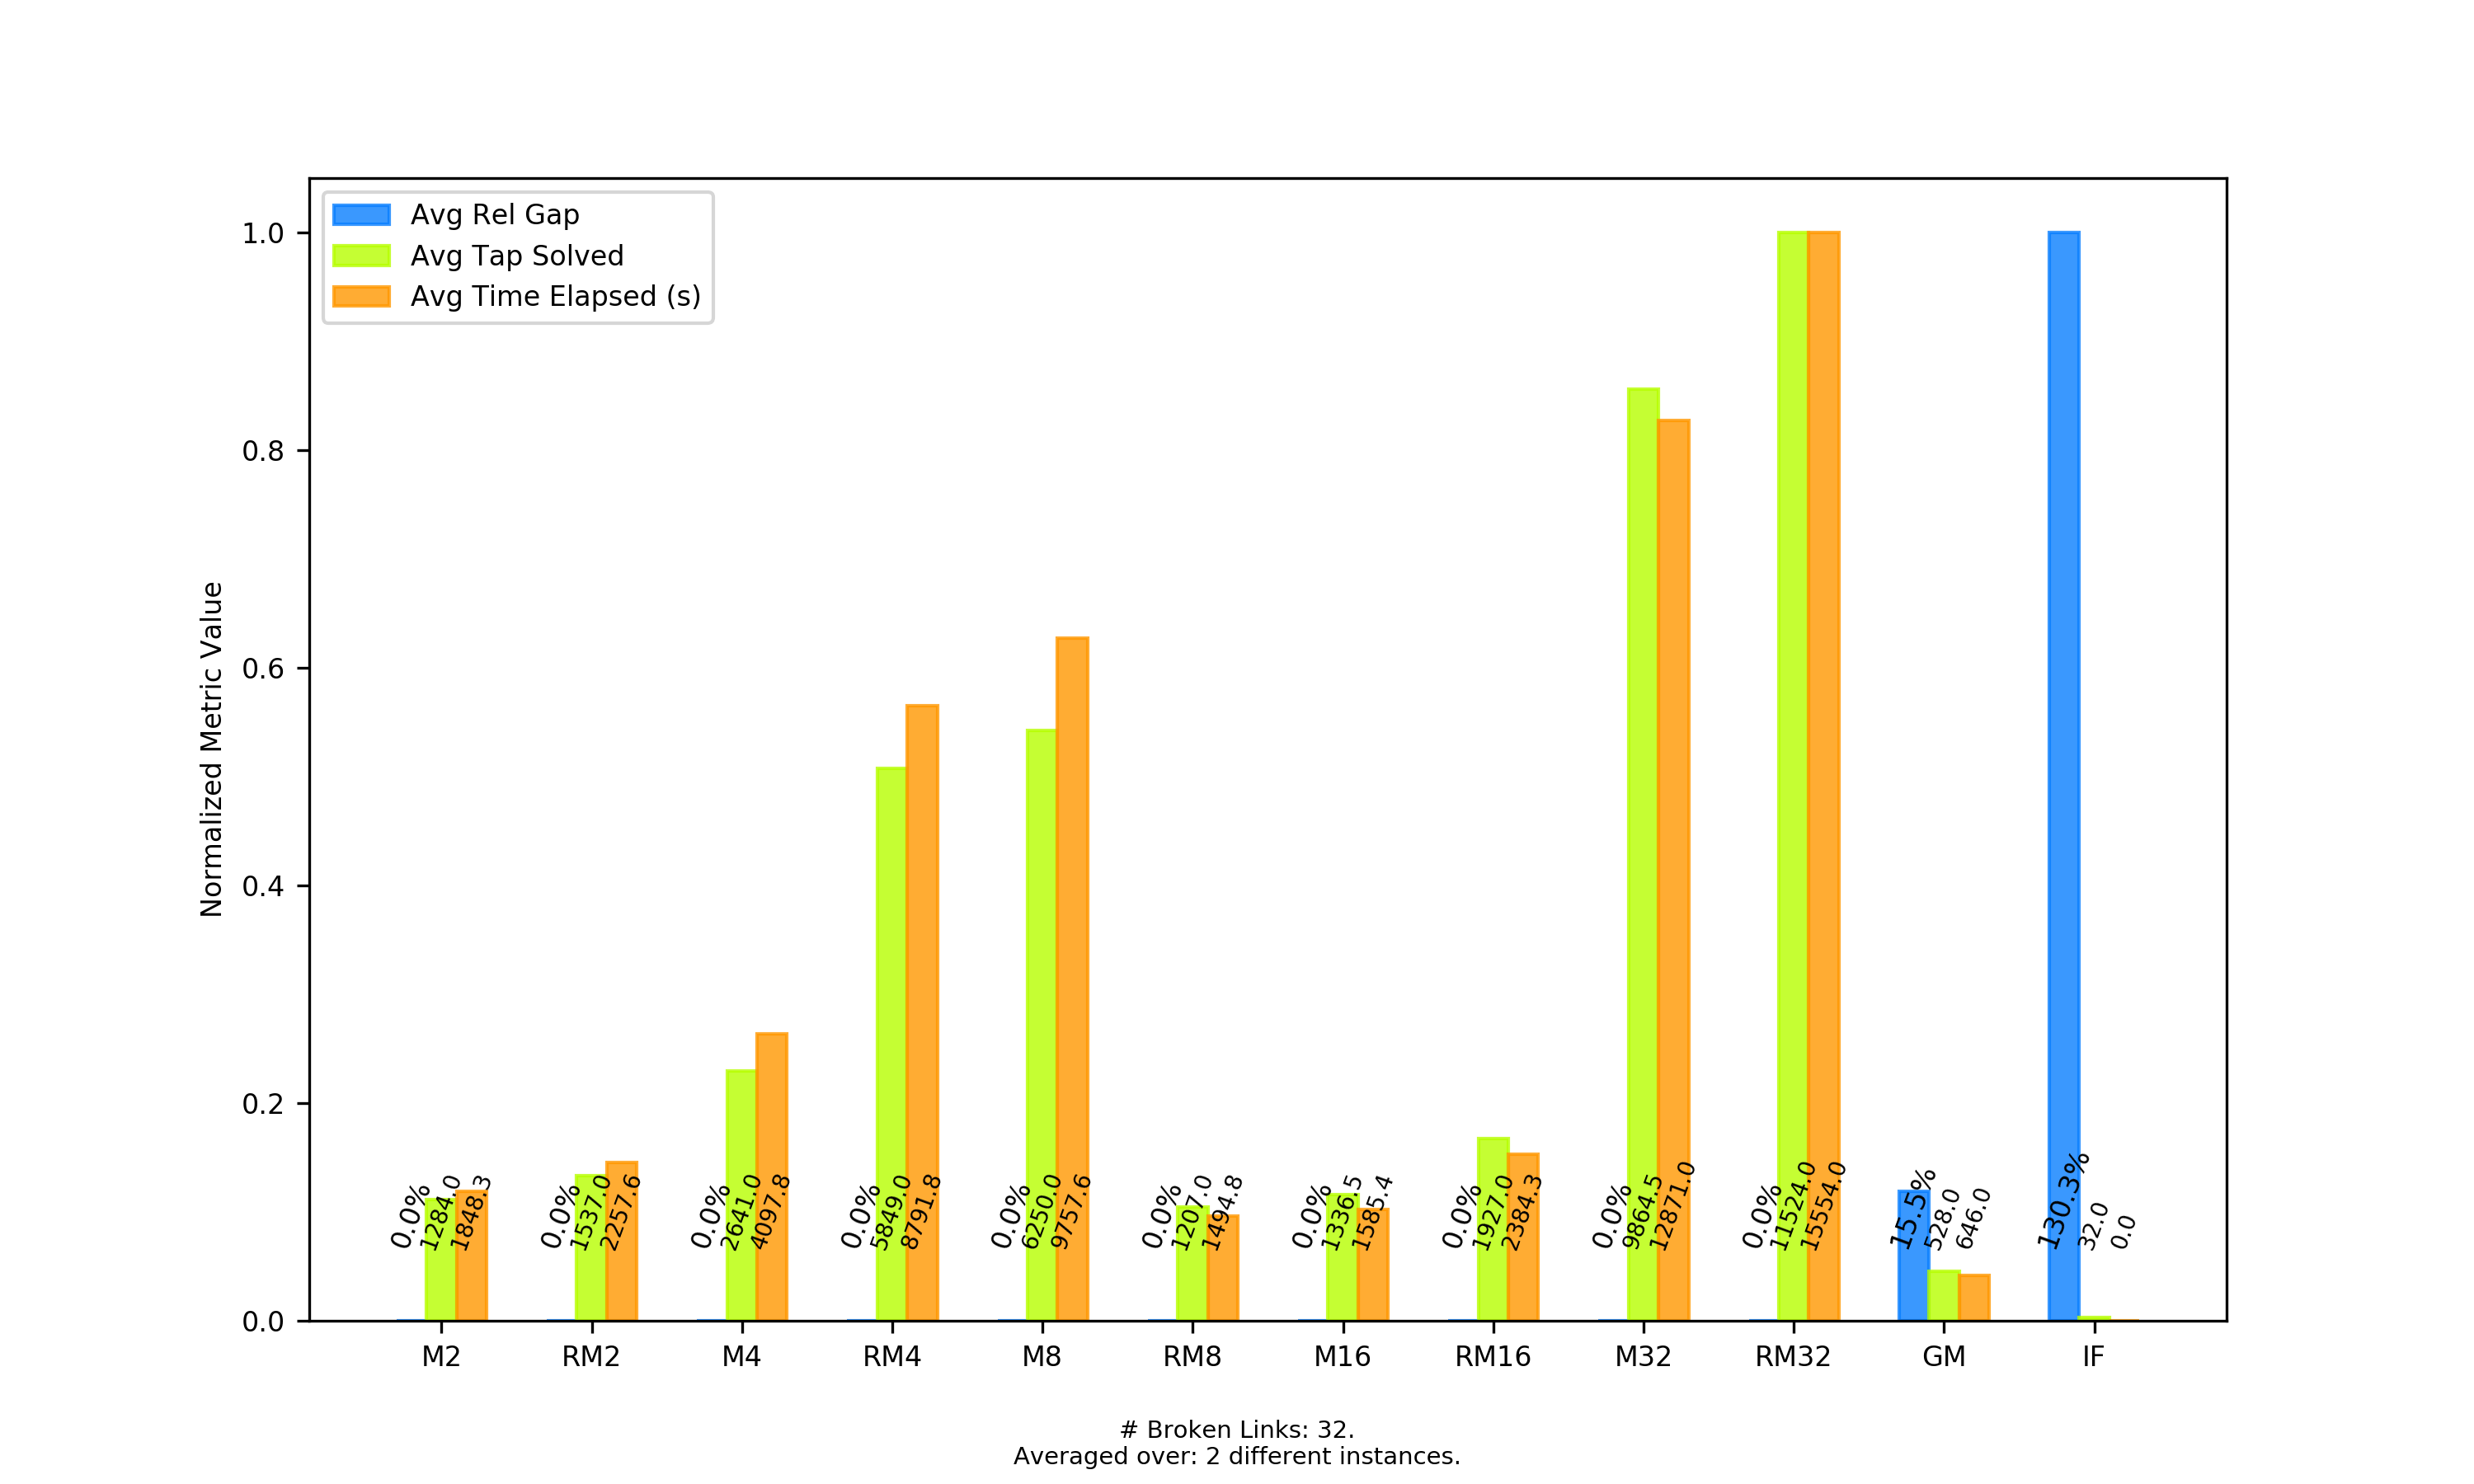 Avg Rel Gap
Avg Tap Solved
Avg Time Elapsed (s)
Normalized Metric Value
1.0
0.8
0.6
0.4
0.2
0.0
0.0% 1284.0 1848.3
0.0% 1537.0 2257.6
0.0% 2641.0 4097.8
0.0% 5849.0 8791.8
0.0% 6250.0 9757.6
0.0% 1207.0 1494.8
0.0% 1336.5 1585.4
0.0% 1927.0 2384.3
0.0% 9864.5 12871.0
0.0% 11524.0 15554.0
15.5% 528.0 646.0
130.3% 32.0 0.0
M2 RM2 M4 RM4 M8 RM8 M16 RM16 M32 RM32 GM IF
# Broken Links: 32.
Averaged over: 2 different instances.